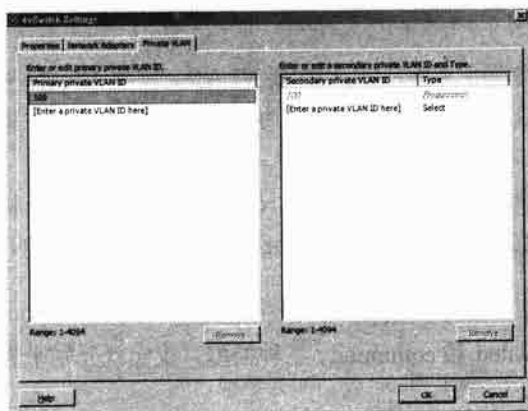 dvSwitch Settings
Properties
Network Adapters
Private VLAN
Enter or edit primary private VLAN ID.
Primary private VLAN ID
[Enter a private VLAN ID here]
Range: 1-4094
Remove
Enter or edit a secondary private VLAN ID and Type.
Secondary private VLAN ID
Type
Promiscuous
[Enter a private VLAN ID here]
Select
Range: 1-4094
Remove
Help
OK
Cancel